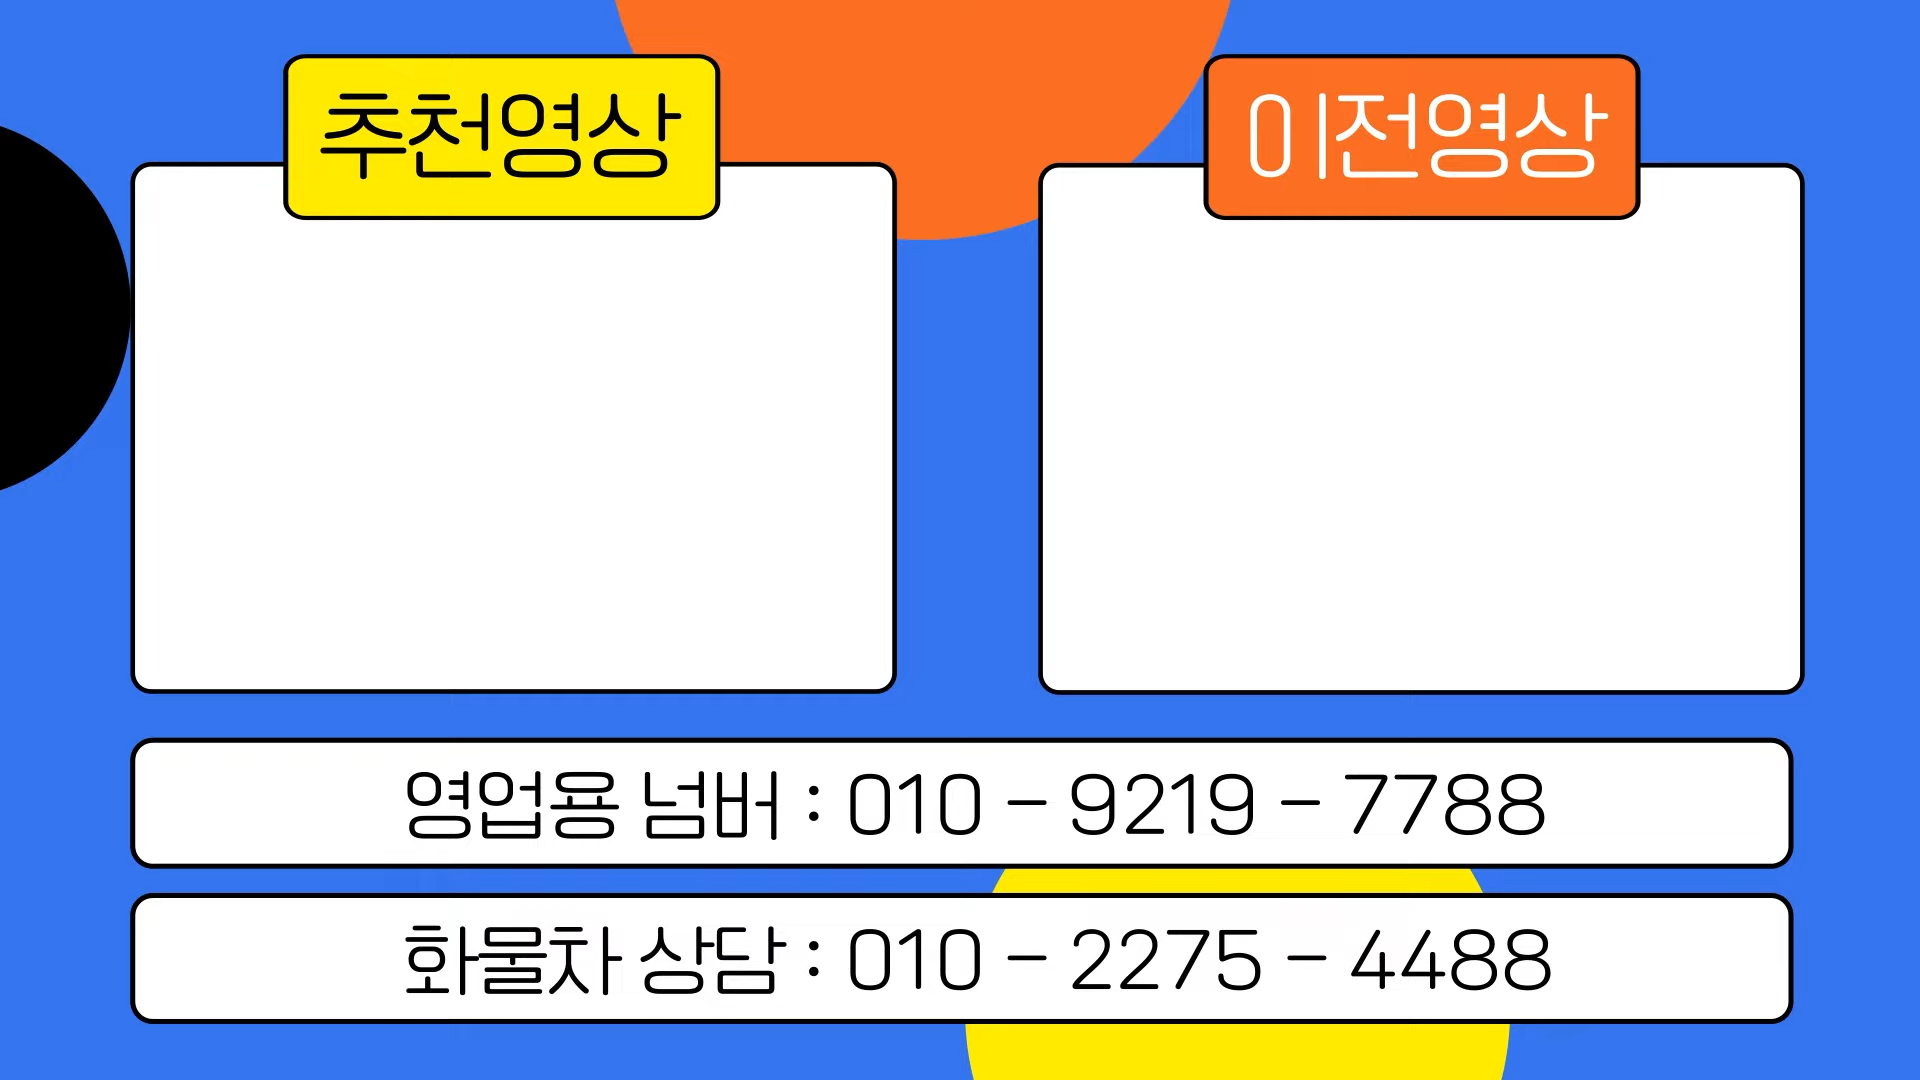 추천영상
이전영상
영업용 넘버 : 010 - 9219 - 7788
화물차 상담 : 010 - 2275 - 4488